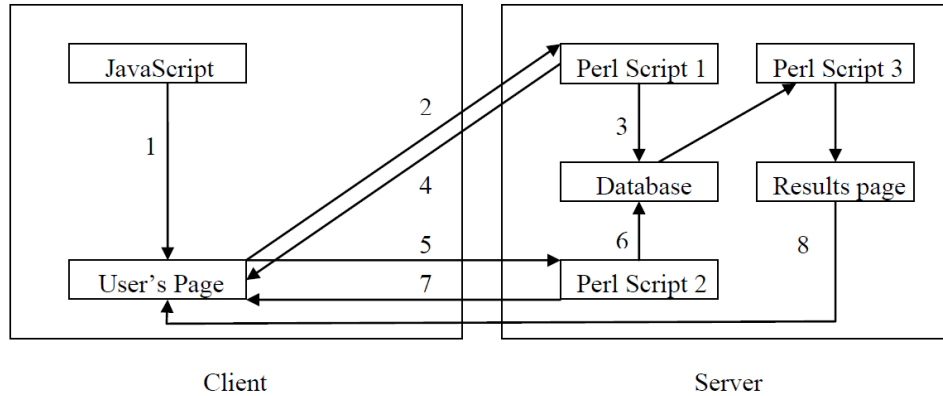 JavaScript
Perl Script 1
Perl Script 3
2
1
3
4
Database
Results page
5
6
8
User’s Page
7
Perl Script 2
Client
Server